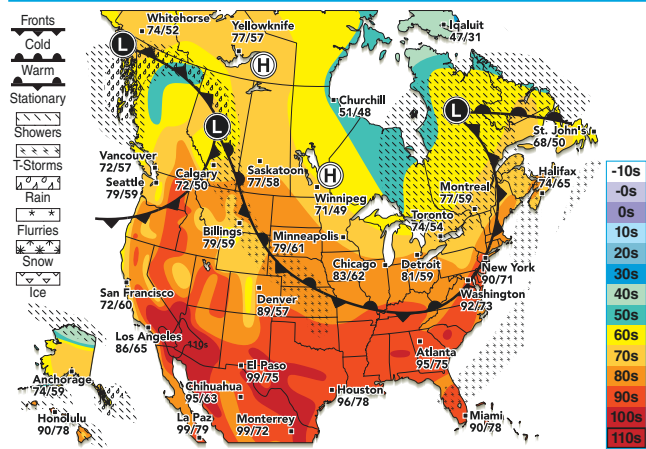 Fronts
Cold
Warm
Stationary
Showers
T-Storms
Rain
Flurries
Snow
Ice
Whitehorse
74/52
Yellowknife
77/57
Iqaluit
47/31
L
H
Churchill
51/48
L
L
St. John's
68/50
Vancouver
72/57
Seattle
79/59
Calgary
72/50
Saskatoon
77/58
H
Winnipeg
71/49
Montreal
77/59
Halifax
74/65
Toronto
74/54
Billings
79/59
Minneapolis
79/61
Chicago
83/62
Detroit
81/59
New York
90/71
Washington
92/73
San Francisco
72/60
Denver
89/57
Los Angeles
86/65
110s
El Paso
99/75
Atlanta
95/75
Chihuahua
95/63
Houston
96/78
La Paz
99/79
Monterrey
99/72
Miami
90/78
Anchorage
74/59
Honolulu
90/78
-10s
-0s
0s
10s
20s
30s
40s
50s
60s
70s
80s
90s
100s
110s